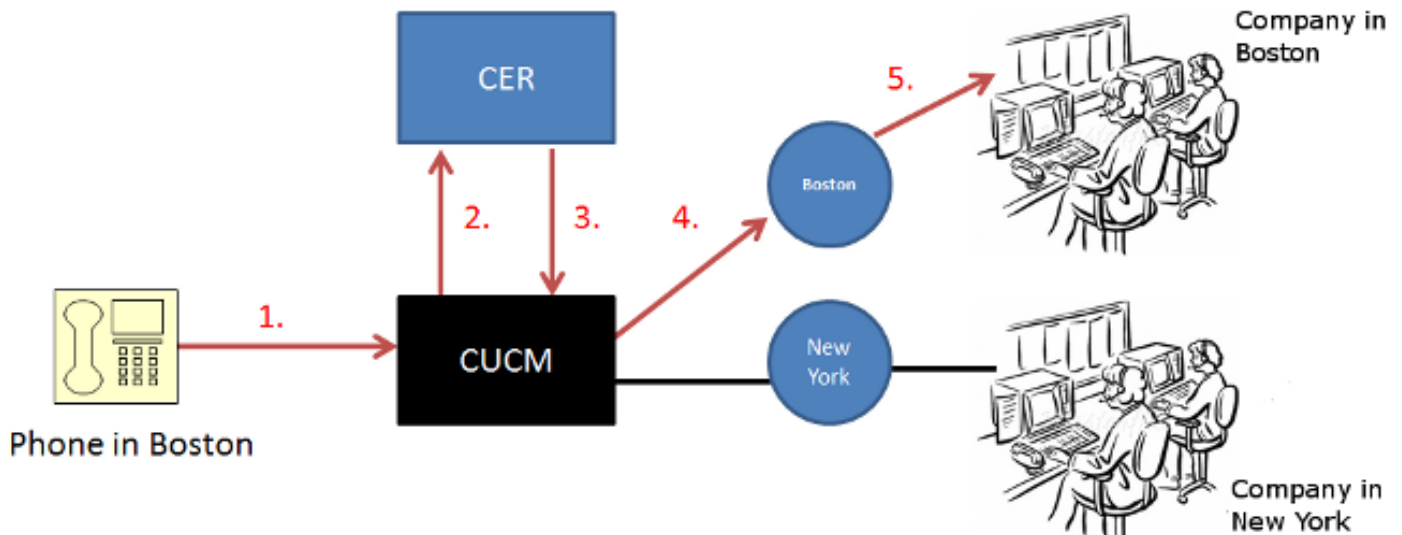 Company in
Boston
CER
5.
Boston
2.
3.
4.
1.
CUCM
New
York
Phone in Boston
Company in
New York